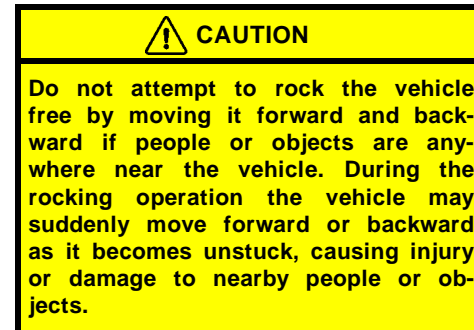 CAUTION
Do not attempt to rock the vehicle
free by moving it forward and back-
ward if people or objects are any-
where near the vehicle. During the
rocking operation the vehicle may
suddenly move forward or backward
as it becomes unstuck, causing injury
or damage to nearby people or ob-
jects.